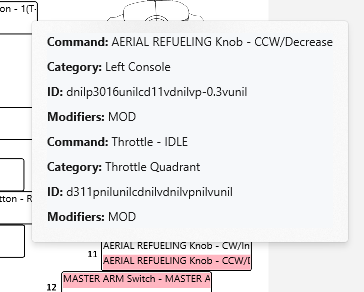 on - 1(T-
Command: AERIAL REFUELING Knob - CCW/Decrease
Category: Left Console
ID: dnilp3016unilcd11vdnilvp-0.3vunil
Modifiers: MOD
Command: Throttle - IDLE
Category: Throttle Quadrant
ID: d311pnilunilcdnilvdnilvpnilvunil
Modifiers: MOD
tton - R
11
AERIAL REFUELING Knob - CW/In
AERIAL REFUELING Knob - CCW/
12
MASTER ARM Switch - MASTER A